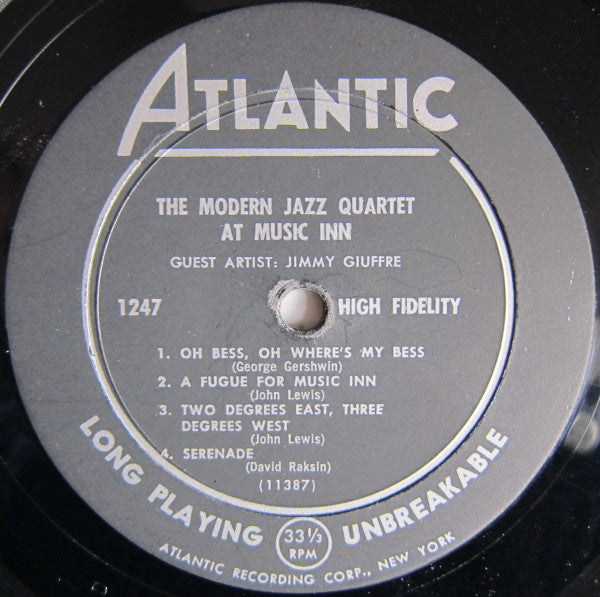 ATLANTIC
THE MODERN JAZZ QUARTET
AT MUSIC INN
GUEST ARTIST: JIMMY GIUFFRE
1247
HIGH FIDELITY
1. OH BESS, OH WHERE'S MY BESS
(George Gershwin)
2. A FUGUE FOR MUSIC INN
(John Lewis)
3. TWO DEGREES EAST, THREE
DEGREES WEST
(John Lewis)
4. SERENADE
(David Raksin)
(11387)
LONG PLAYING 33⅓ RPM UNBREAKABLE
ATLANTIC RECORDING CORP., NEW YORK